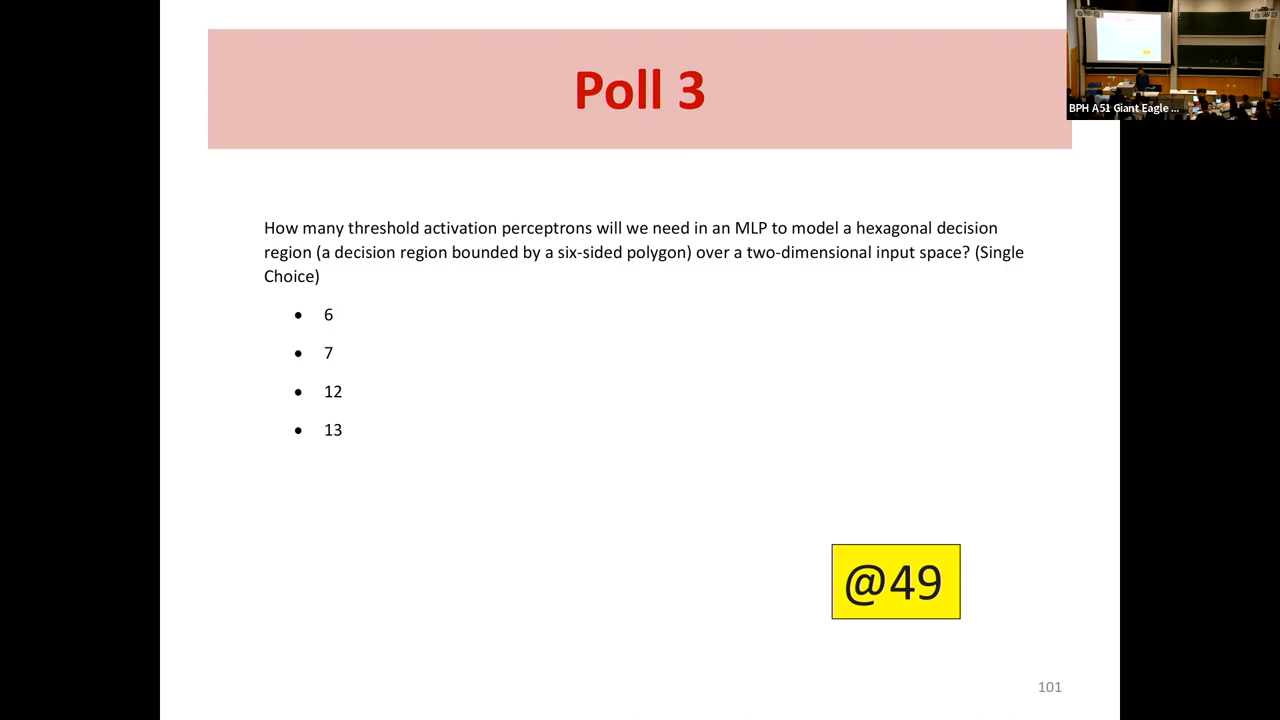 Poll 3
BPH A51 Giant Eagle ...
How many threshold activation perceptrons will we need in an MLP to model a hexagonal decision
region (a decision region bounded by a six-sided polygon) over a two-dimensional input space? (Single
Choice)
• 6
• 7
• 12
• 13
@49
101